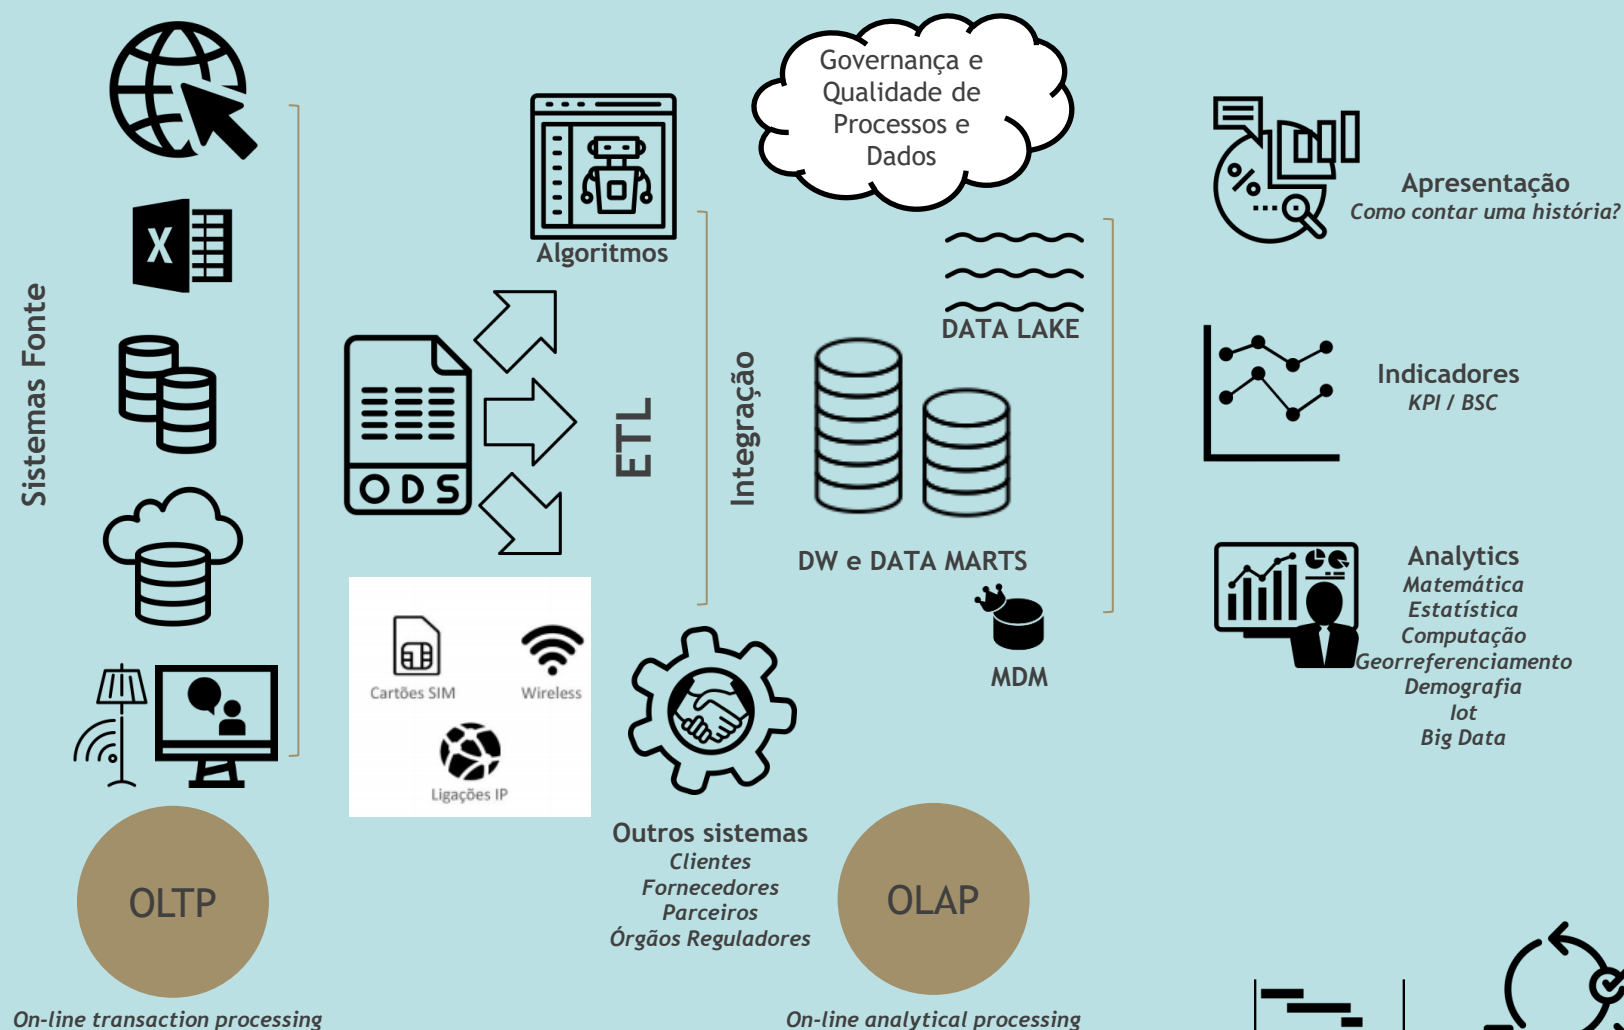 Sistemas Fonte
X
Algoritmos
ODS
ETL
Integração
Governança e
Qualidade de
Processos e
Dados
DATA LAKE
DW e DATA MARTS
MDM
Cartões SIM
Wireless
Ligações IP
Outros sistemas
Clientes
Fornecedores
Parceiros
Órgãos Reguladores
%
Apresentação
Como contar uma história?
Indicadores
KPI / BSC
Analytics
Matemática
Estatística
Computação
Georreferenciamento
Demografia
Iot
Big Data
OLTP
On-line transaction processing
OLAP
On-line analytical processing